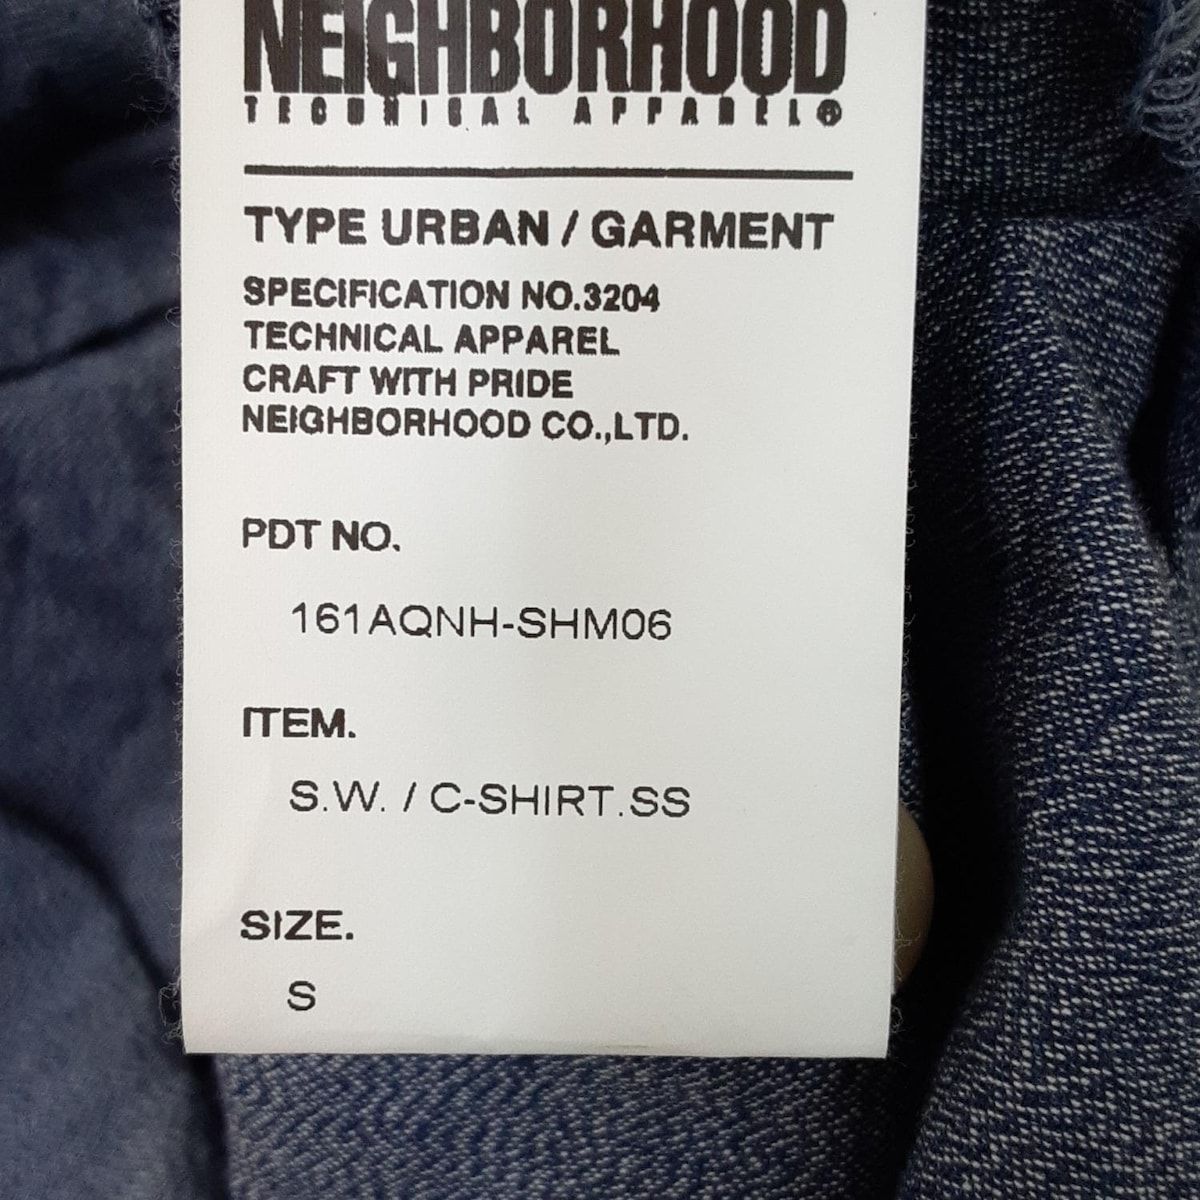 NEIGHBORHOOD
TECHNICAL APPAREL®
TYPE URBAN / GARMENT
SPECIFICATION NO.3204
TECHNICAL APPAREL
CRAFT WITH PRIDE
NEIGHBORHOOD CO.,LTD.
PDT NO.
161AQNH-SHM06
ITEM.
S.W. / C-SHIRT.SS
SIZE.
S